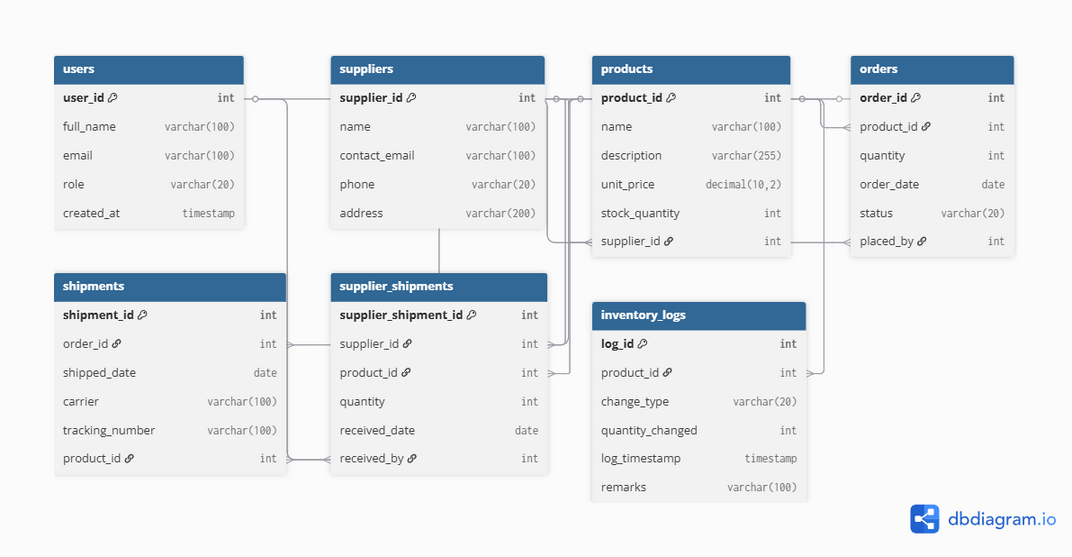 users
user_id int
full_name varchar(100)
email varchar(100)
role varchar(20)
created_at timestamp
suppliers
supplier_id int
name varchar(100)
contact_email varchar(100)
phone varchar(20)
address varchar(200)
products
product_id int
name varchar(100)
description varchar(255)
unit_price decimal(10,2)
stock_quantity int
supplier_id int
orders
order_id int
product_id int
quantity int
order_date date
status varchar(20)
placed_by int
shipments
shipment_id int
order_id int
shipped_date date
carrier varchar(100)
tracking_number varchar(100)
product_id int
supplier_shipments
supplier_shipment_id int
supplier_id int
product_id int
quantity int
received_date date
received_by int
inventory_logs
log_id int
product_id int
change_type varchar(20)
quantity_changed int
log_timestamp timestamp
remarks varchar(100)
dbdiagram.io